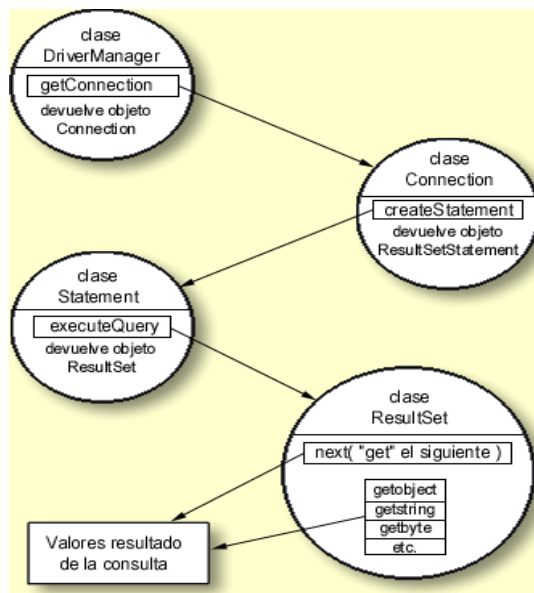 clase
DriverManager
getConnection
devuelve objeto
Connection
clase
Connection
createStatement
devuelve objeto
ResultSetStatement
clase
Statement
executeQuery
devuelve objeto
ResultSet
clase
ResultSet
next( "get" el siguiente )
getobject
getstring
getbyte
etc.
Valores resultado
de la consulta